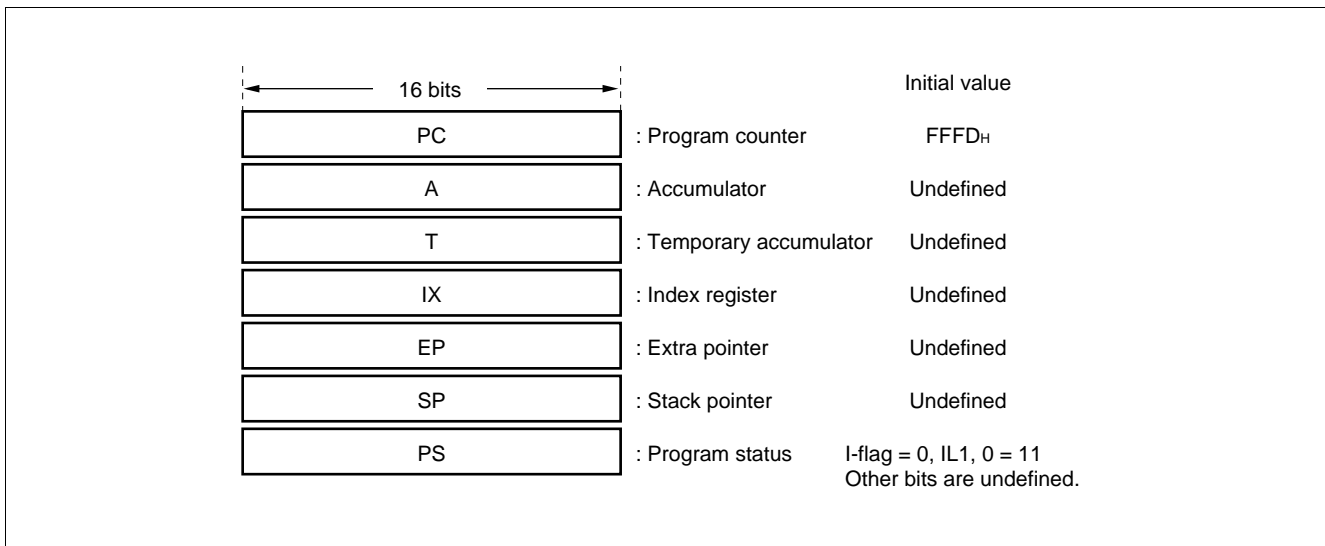 16 bits Initial value
PC : Program counter FFFDH
A : Accumulator Undefined
T : Temporary accumulator Undefined
IX : Index register Undefined
EP : Extra pointer Undefined
SP : Stack pointer Undefined
PS : Program status I-flag = 0, IL1, 0 = 11
Other bits are undefined.